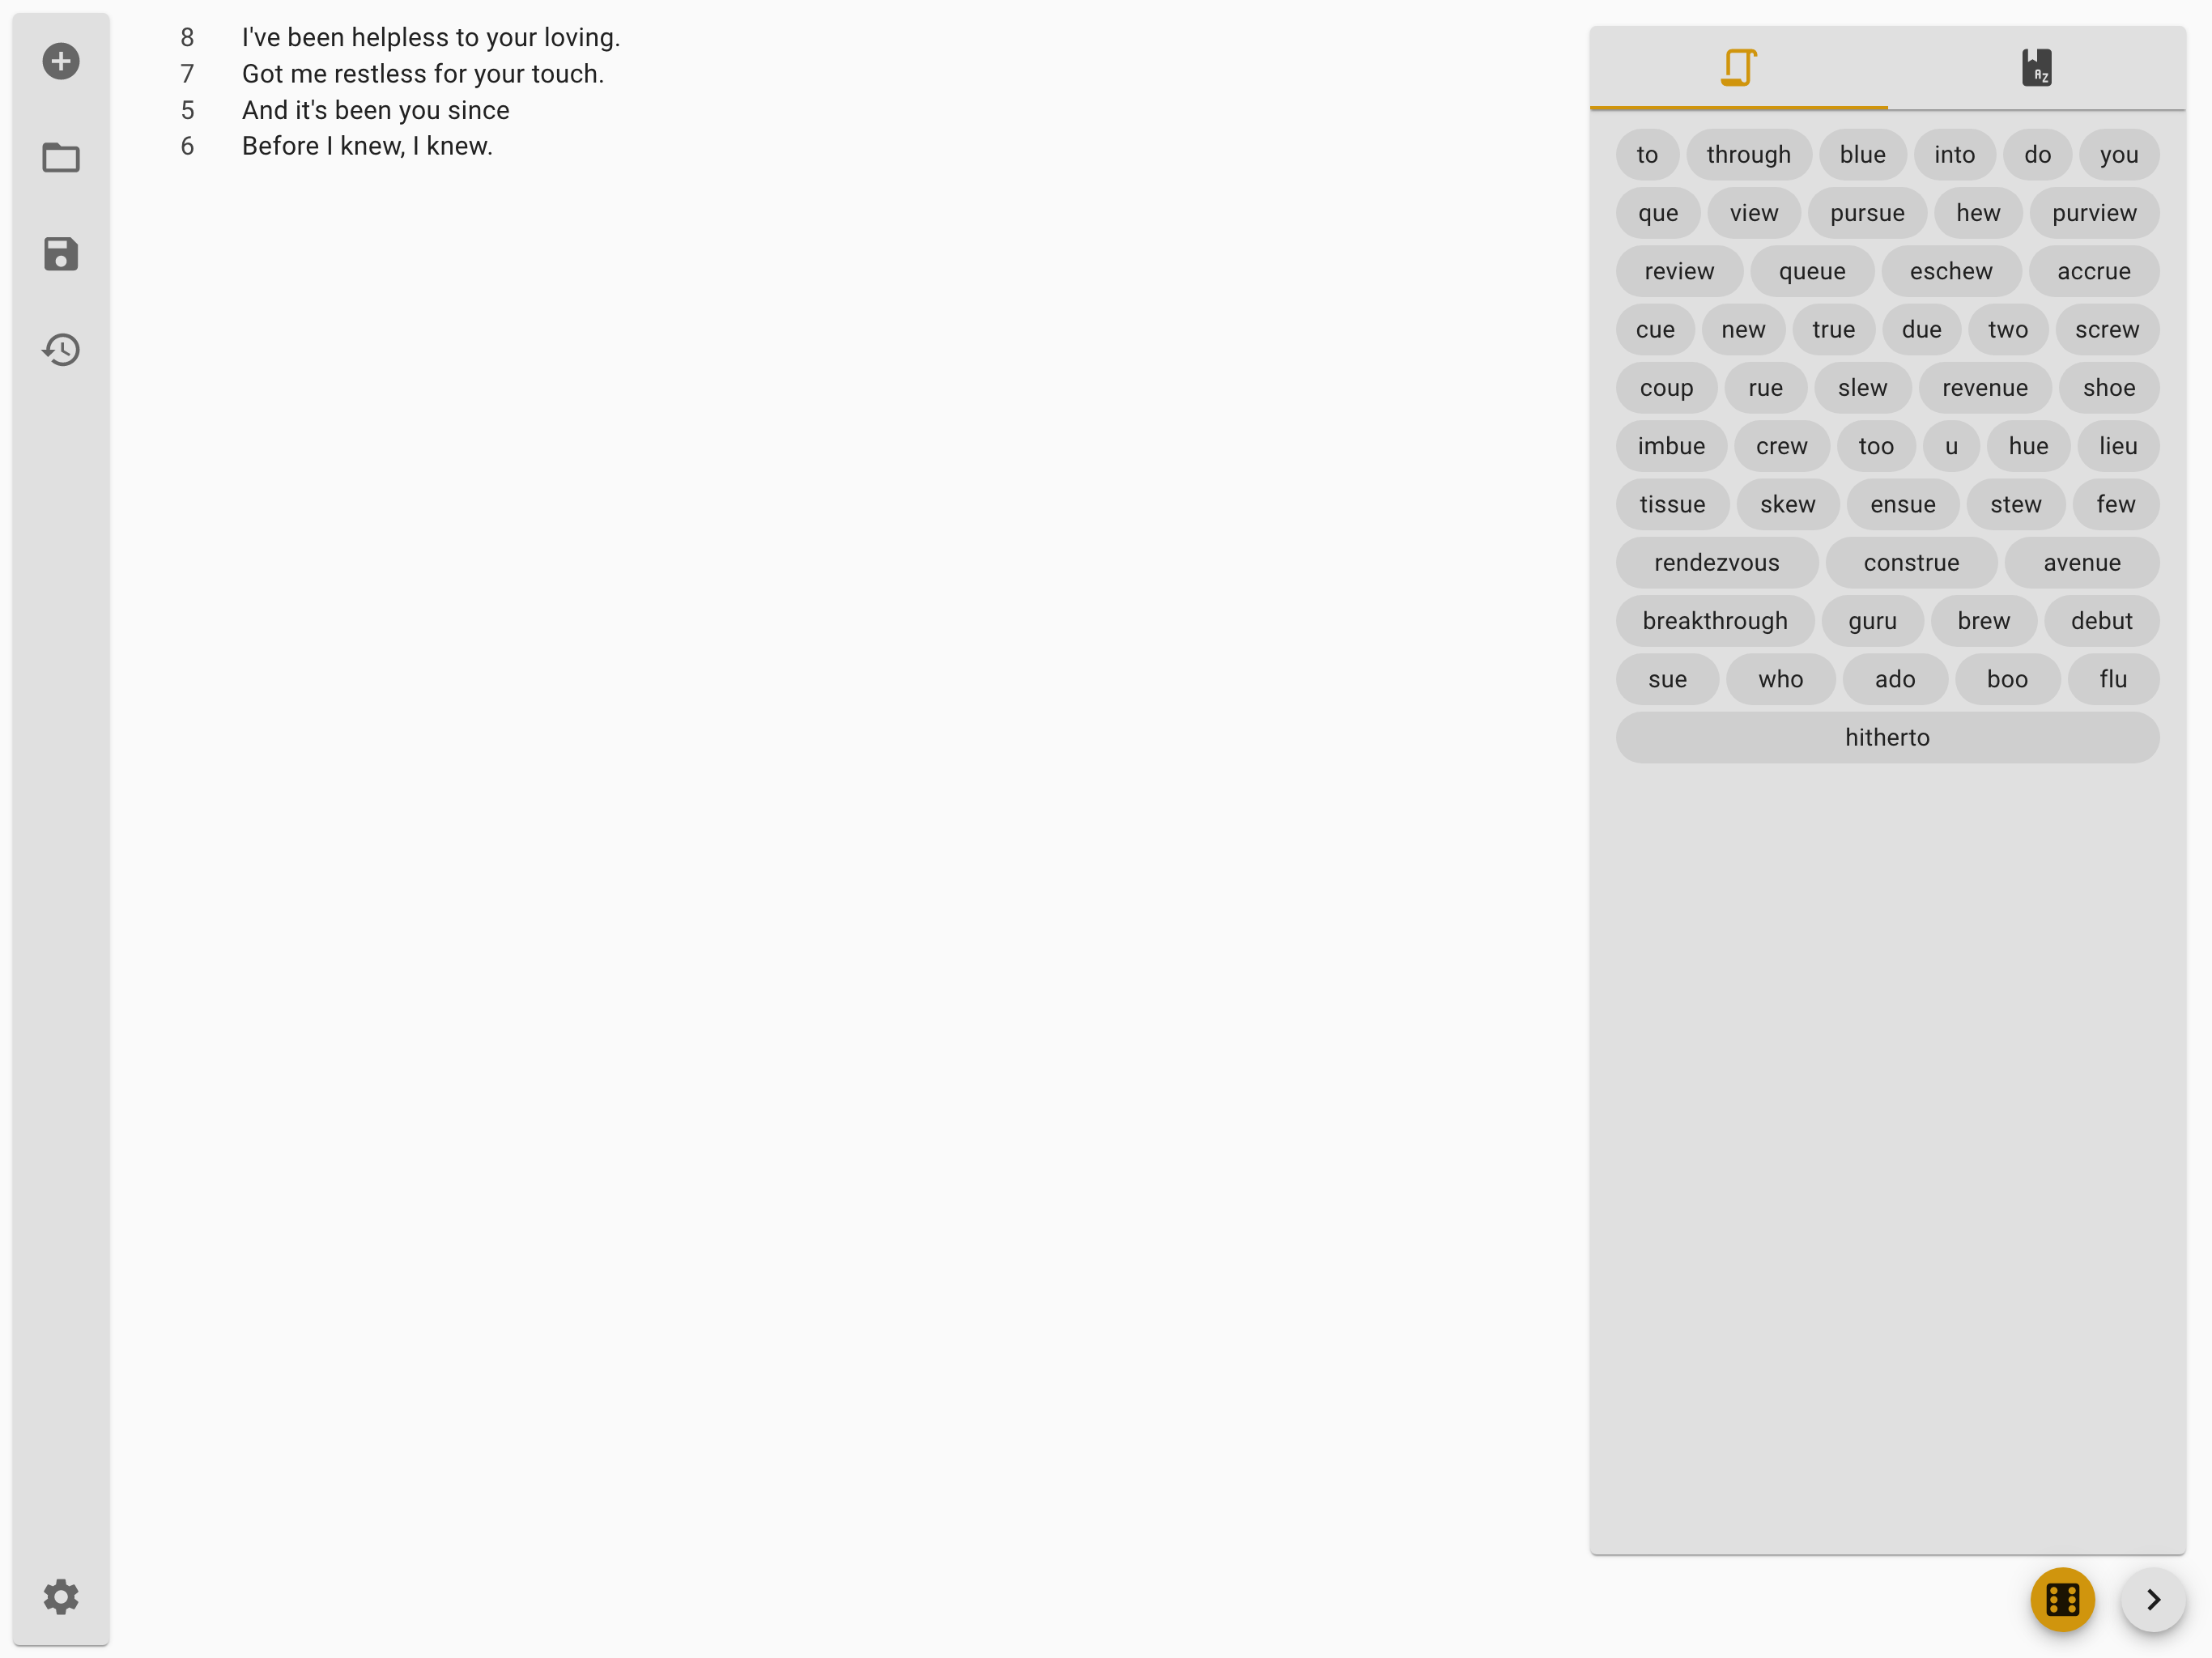 8 I've been helpless to your loving.
7 Got me restless for your touch.
5 And it's been you since
6 Before I knew, I knew.
A Z
to through blue into do you
que view pursue hew purview
review queue eschew accrue
cue new true due two screw
coup rue slew revenue shoe
imbue crew too u hue lieu
tissue skew ensue stew few
rendezvous construe avenue
breakthrough guru brew debut
sue who ado boo flu
hitherto